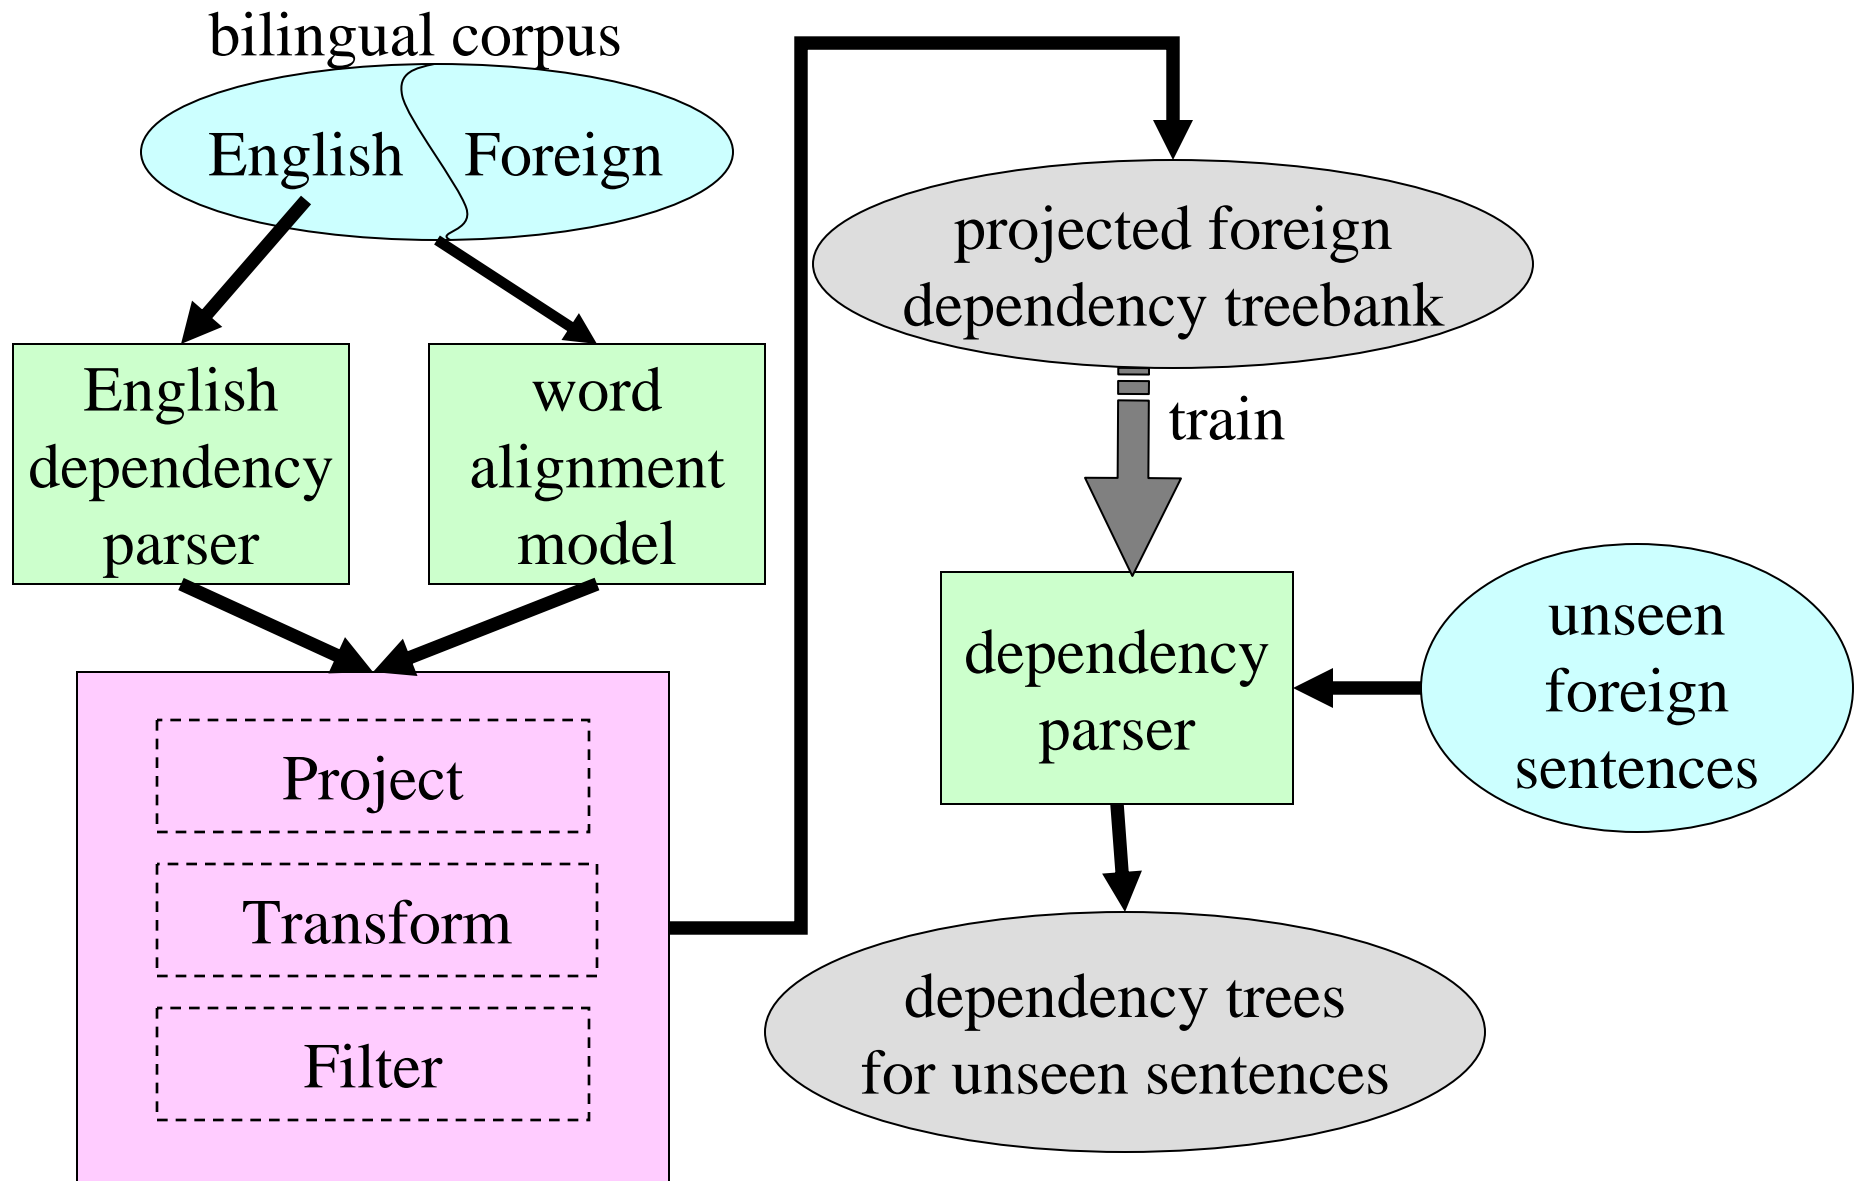 bilingual corpus
English
Foreign
English
dependency
parser
word
alignment
model
Project
Transform
Filter
projected foreign
dependency treebank
train
dependency
parser
unseen
foreign
sentences
dependency trees
for unseen sentences